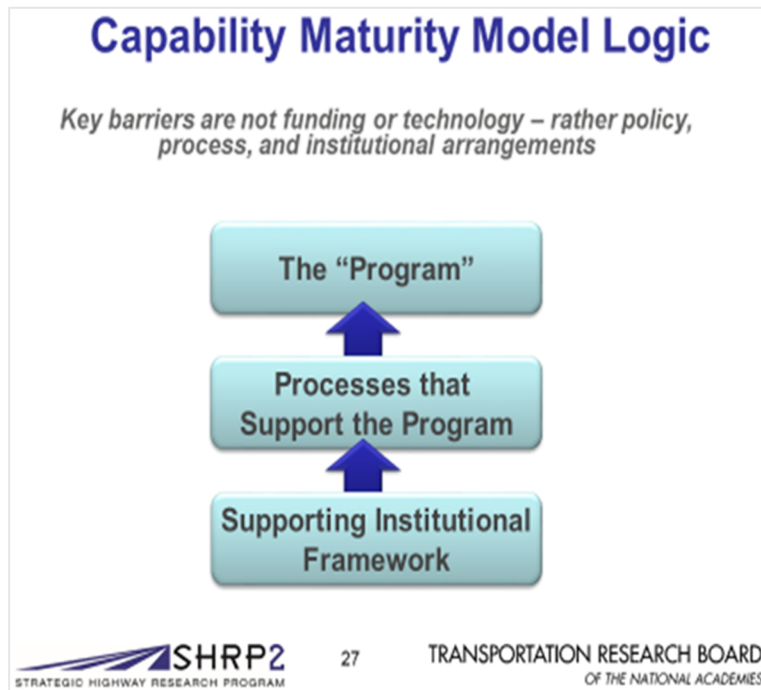 Capability Maturity Model Logic
Key barriers are not funding or technology – rather policy,
process, and institutional arrangements
The “Program”
Processes that
Support the Program
Supporting Institutional
Framework
SHRP2
STRATEGIC HIGHWAY RESEARCH PROGRAM
27
TRANSPORTATION RESEARCH BOARD
OF THE NATIONAL ACADEMIES